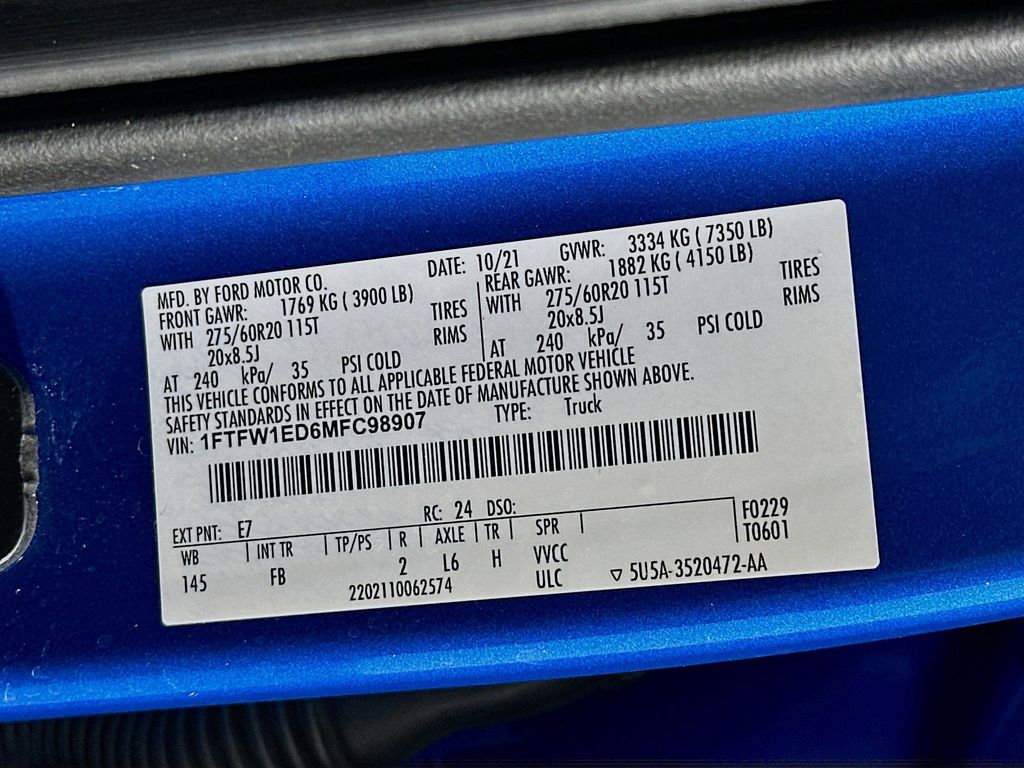 MFD. BY FORD MOTOR CO.
DATE: 10/21 GVWR: 3334 KG ( 7350 LB)
FRONT GAWR: 1769 KG ( 3900 LB)
WITH 275/60R20 115T TIRES
20x8.5J RIMS
AT 240 kPa/ 35 PSI COLD
REAR GAWR: 1882 KG ( 4150 LB)
WITH 275/60R20 115T TIRES
20x8.5J RIMS
AT 240 kPa/ 35 PSI COLD
THIS VEHICLE CONFORMS TO ALL APPLICABLE FEDERAL MOTOR VEHICLE
SAFETY STANDARDS IN EFFECT ON THE DATE OF MANUFACTURE SHOWN ABOVE.
VIN: 1FTFW1ED6MFC98907 TYPE: Truck
EXT PNT: E7 RC: 24 DSO: F0229
WB INT TR TP/PS R AXLE TR SPR T0601
145 FB 2 L6 H VVCC
2202110062574 ULC ▽ 5U5A-3520472-AA